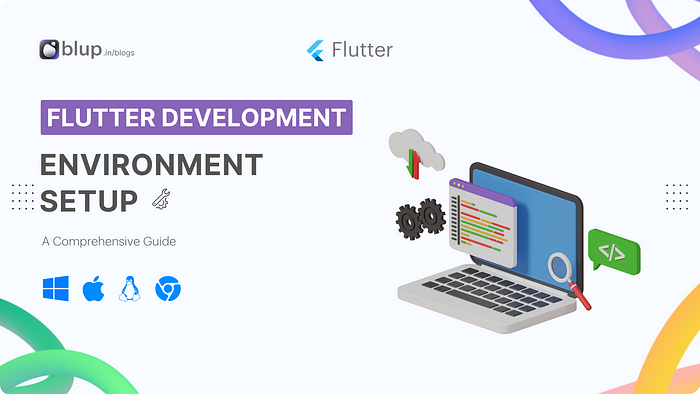 blup.in/blogs
Flutter
FLUTTER DEVELOPMENT
ENVIRONMENT
SETUP
A Comprehensive Guide
</>